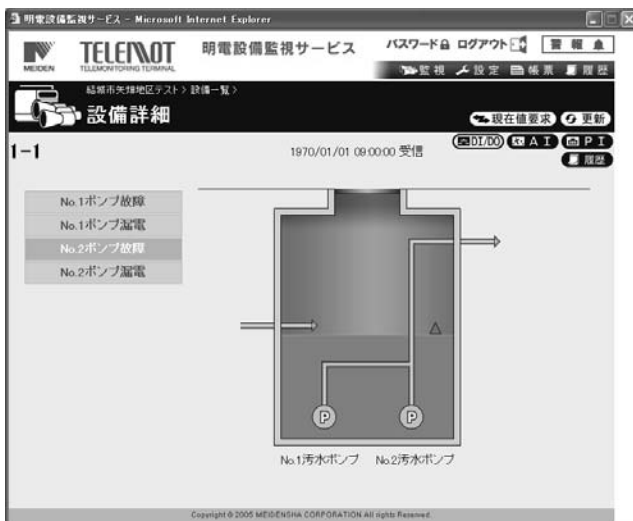 明電設備監視サービス - Microsoft Internet Explorer
MEIDEN
TELEMOT
TELEMONITORING TERMINAL
明電設備監視サービス
パスワード ログアウト 警報
監視 設定 帳票 履歴
結城市矢畑地区テスト> 設備一覧>
設備詳細
現在値要求 更新
1-1
1970/01/01 09:00:00 受信
DI/DO AI PI
履歴
No.1ポンプ故障
No.1ポンプ漏電
No.2ポンプ故障
No.2ポンプ漏電
P P
No.1汚水ポンプ No.2汚水ポンプ
Copyright © 2005 MEIDENSHA CORPORATION All rights Reserved.